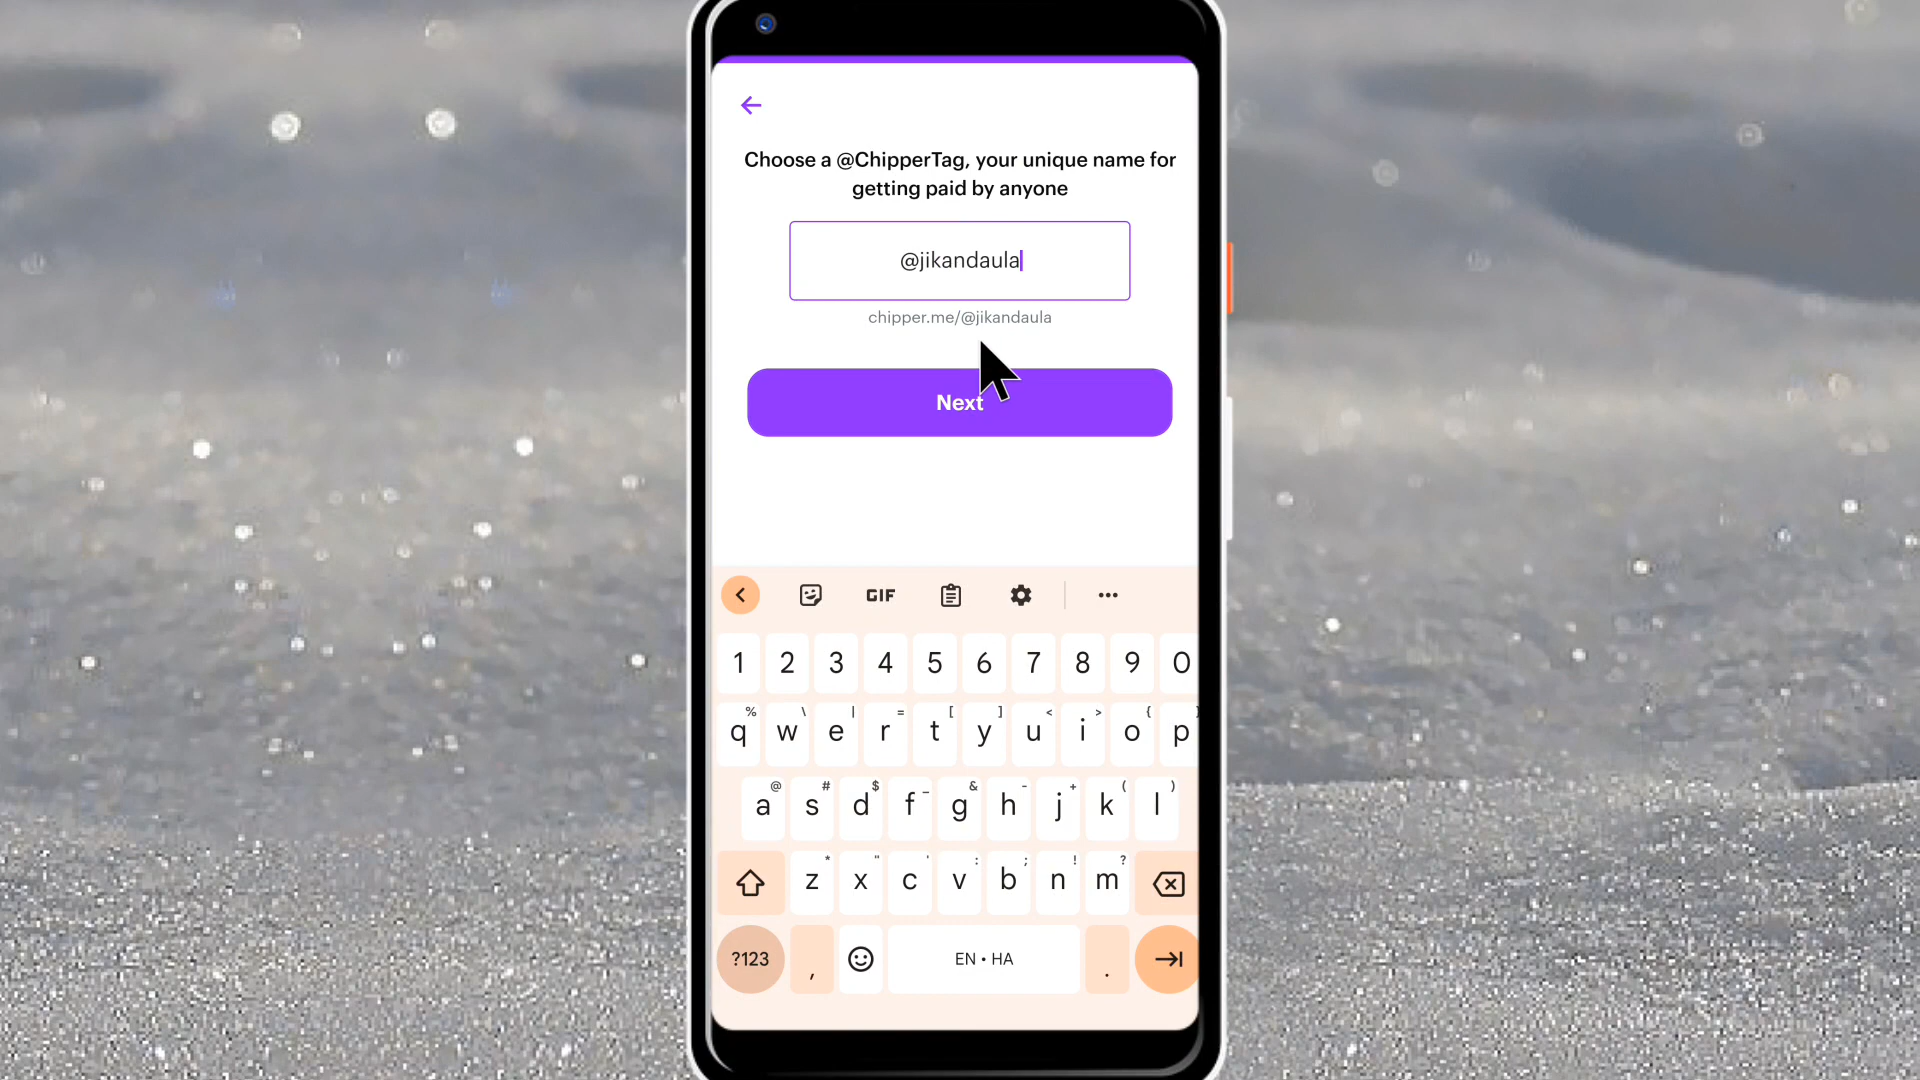 Choose a @ChipperTag, your unique name for
getting paid by anyone
@jikandaula
chipper.me/@jikandaula
Next
GIF
1 2 3 4 5 6 7 8 9 0
% \ | = [ ] < > {
q w e r t y u i o p
@ # $ _ & - + ( )
a s d f g h j k l
* " ' : ; ! ?
z x c v b n m
?123 , EN • HA .